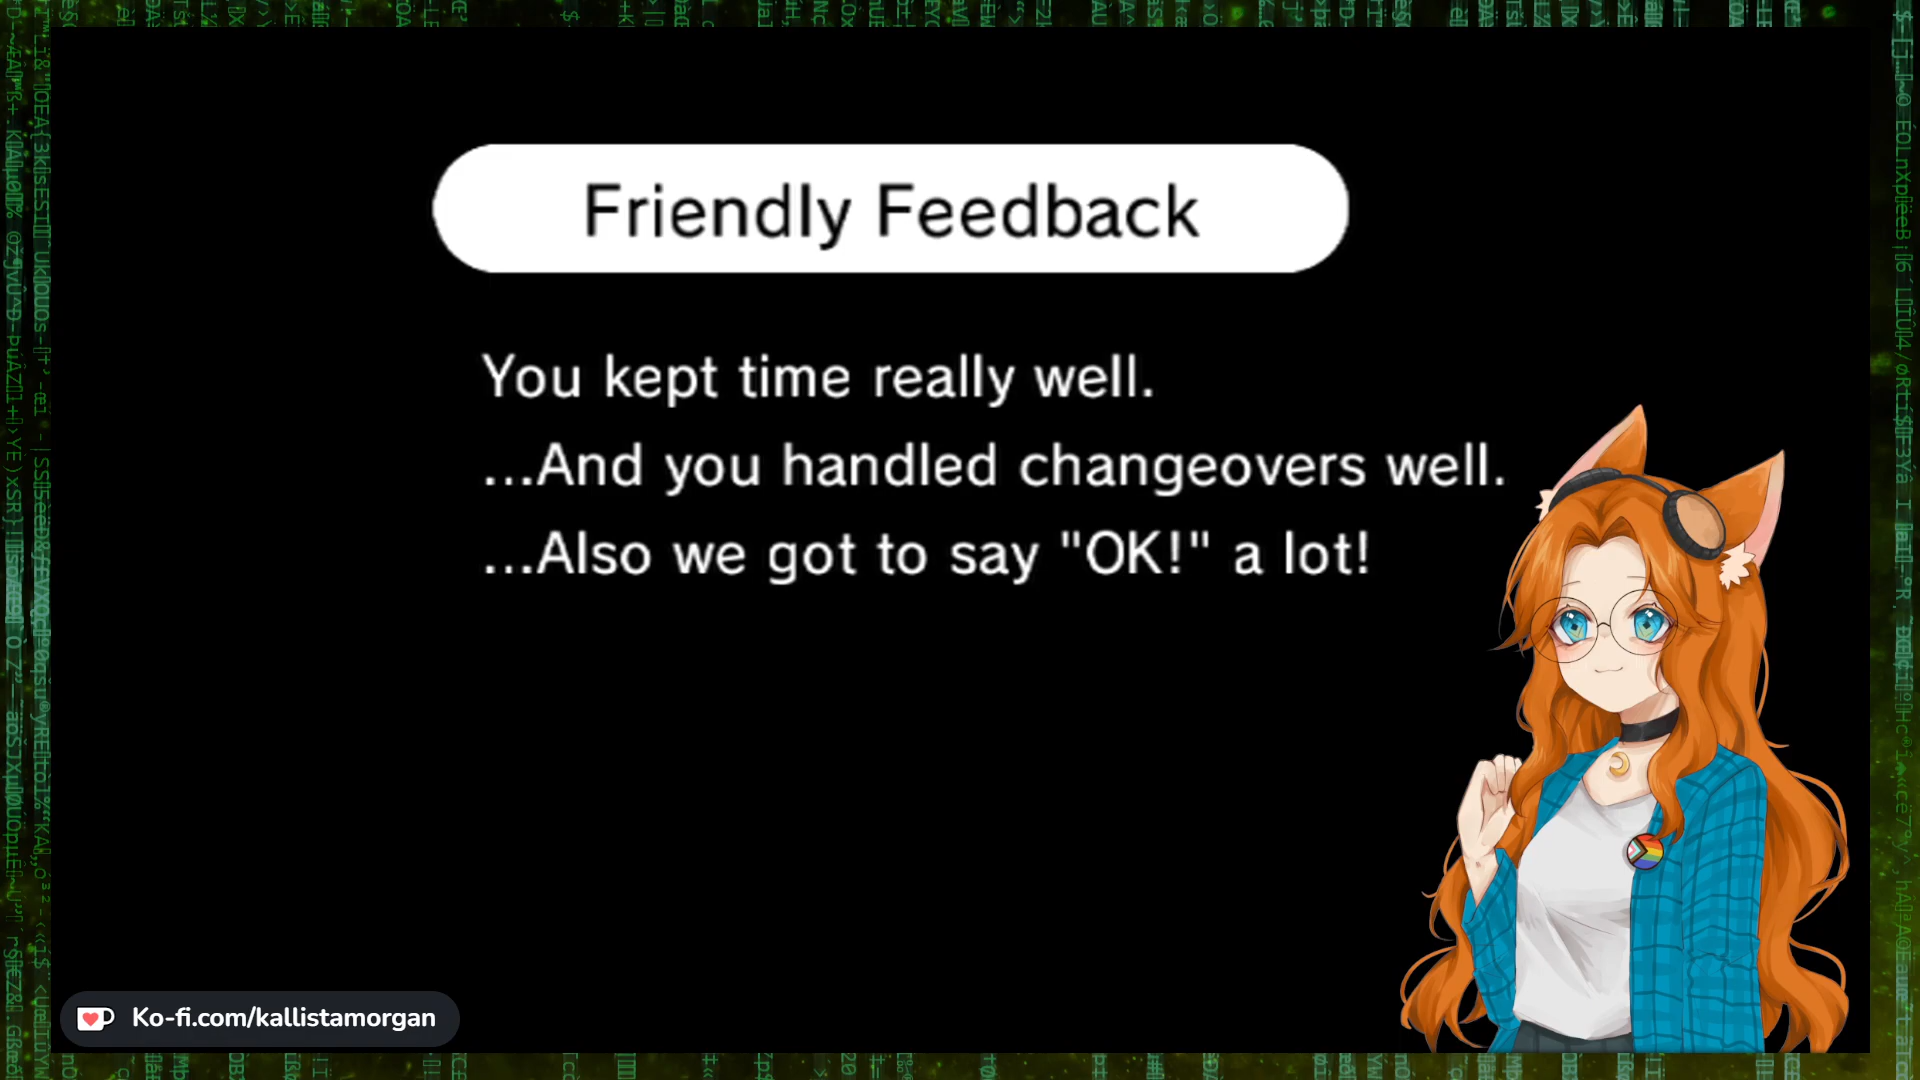 Friendly Feedback
You kept time really well.
...And you handled changeovers well.
...Also we got to say "OK!" a lot!
Ko-fi.com/kallistamorgan